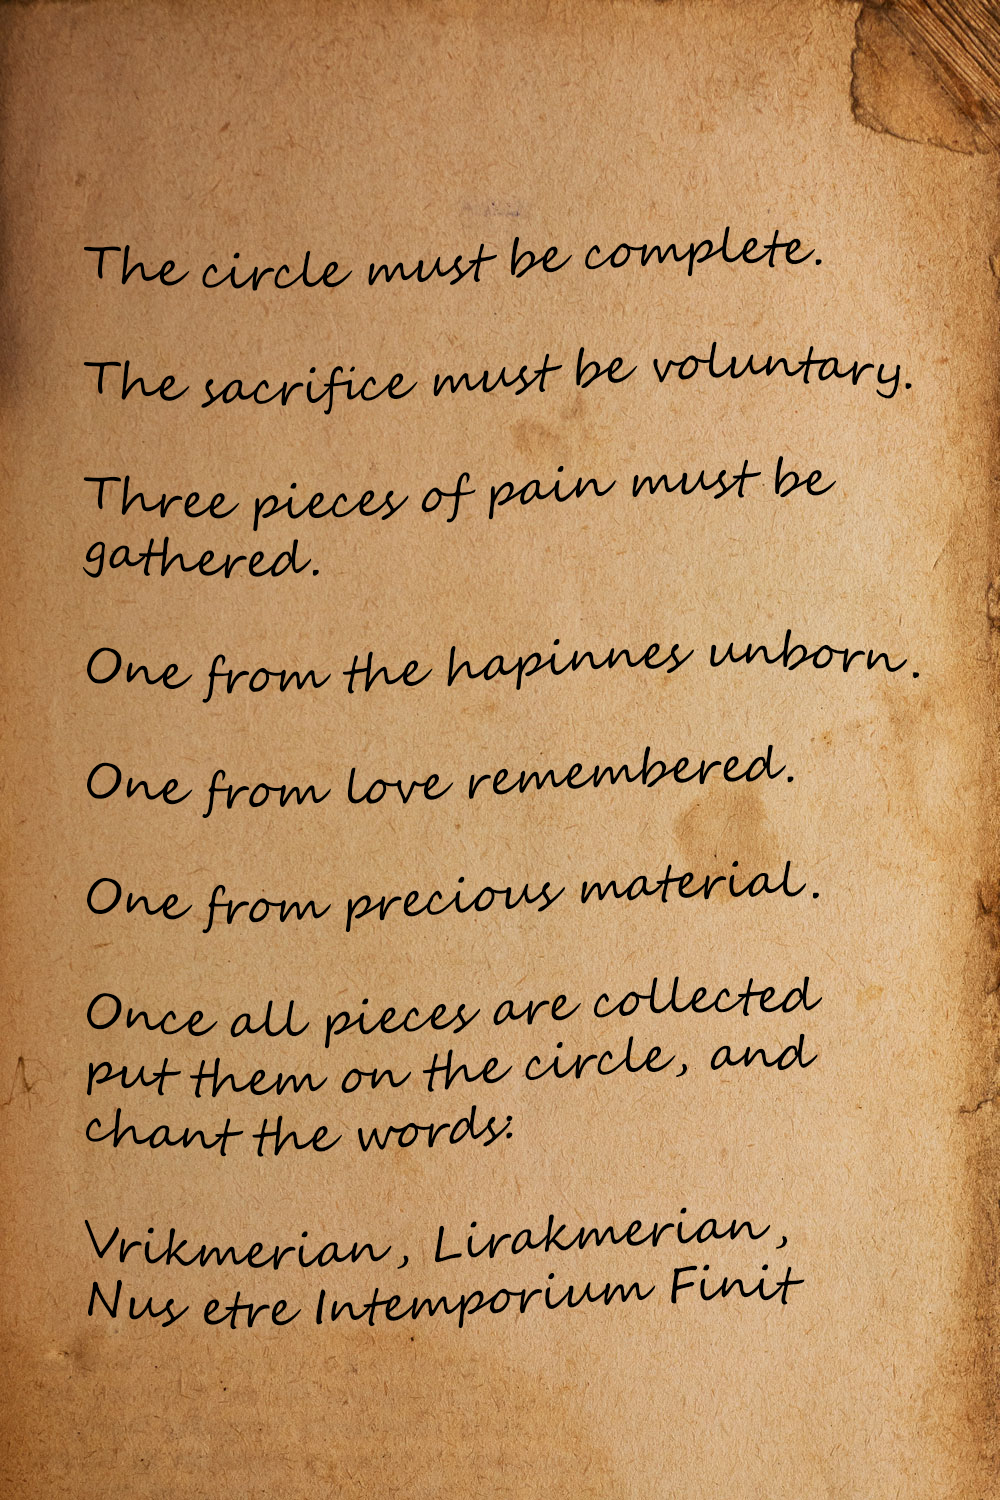 The circle must be complete.
The sacrifice must be voluntary.
Three pieces of pain must be
gathered.
One from the hapinnes unborn.
One from love remembered.
One from precious material.
Once all pieces are collected
put them on the circle, and
chant the words:
Vrikmerian, Lirakmerian,
Nus etre Intemporium Finit